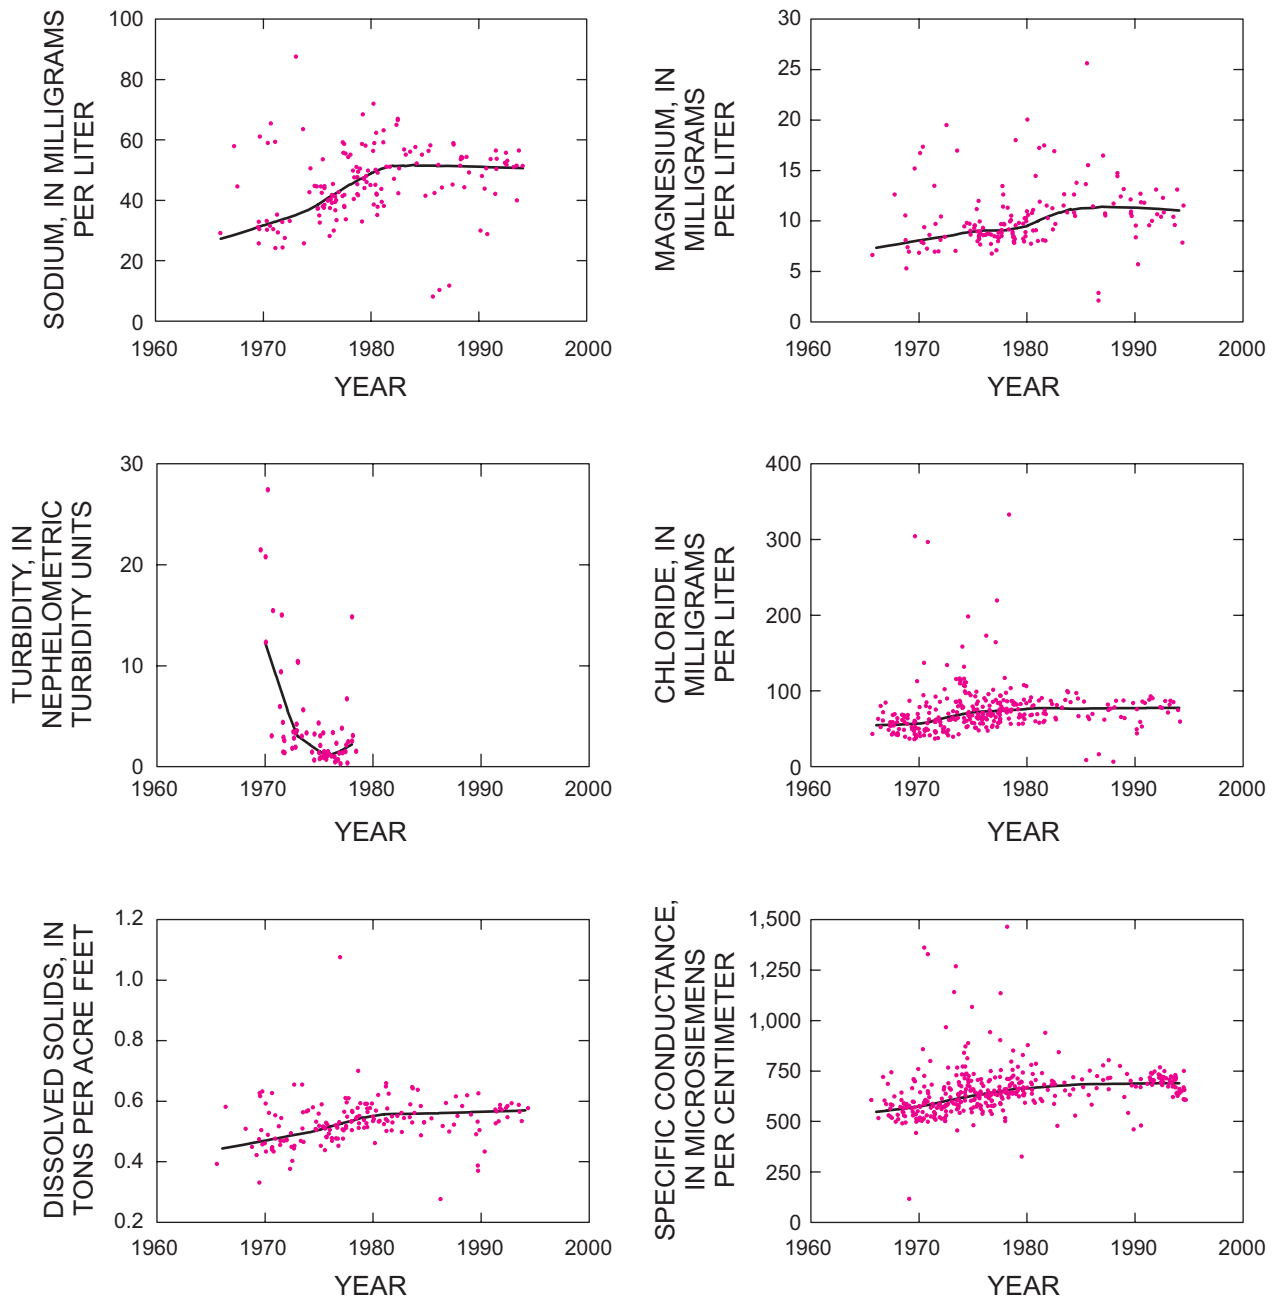 SODIUM, IN MILLIGRAMS
PER LITER
100
80
60
40
20
0
1960
1970
1980
1990
2000
YEAR
MAGNESIUM, IN
MILLIGRAMS
PER LITER
30
25
20
15
10
5
0
1960
1970
1980
1990
2000
YEAR
TURBIDITY, IN
NEPHELOMETRIC
TURBIDITY UNITS
30
20
10
0
1960
1970
1980
1990
2000
YEAR
CHLORIDE, IN
MILLIGRAMS
PER LITER
400
300
200
100
0
1960
1970
1980
1990
2000
YEAR
DISSOLVED SOLIDS, IN
TONS PER ACRE FEET
1.2
1.0
0.8
0.6
0.4
0.2
1960
1970
1980
1990
2000
YEAR
SPECIFIC CONDUCTANCE,
IN MICROSIEMENS
PER CENTIMETER
1,500
1,250
1,000
750
500
250
0
1960
1970
1980
1990
2000
YEAR